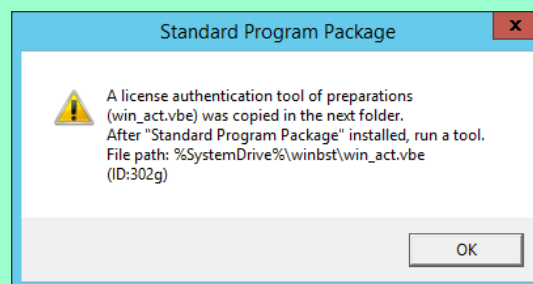 Standard Program Package
x
A license authentication tool of preparations
(win_act.vbe) was copied in the next folder.
After "Standard Program Package" installed, run a tool.
File path: %SystemDrive%\winbst\win_act.vbe
(ID:302g)
OK